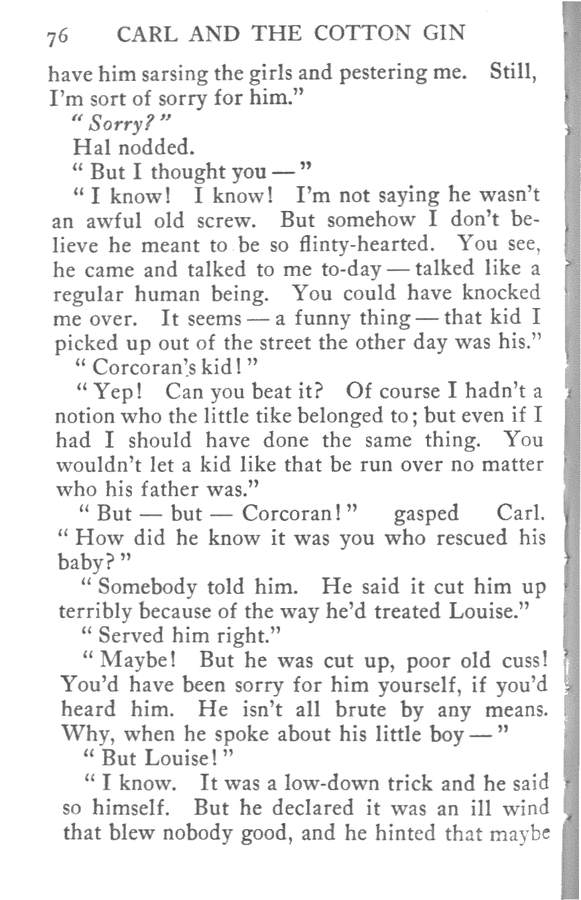 76 CARL AND THE COTTON GIN
have him sarsing the girls and pestering me. Still,
I'm sort of sorry for him."
"Sorry?"
Hal nodded.
"But I thought you — "
"I know! I know! I'm not saying he wasn't
an awful old screw. But somehow I don't be-
lieve he meant to be so flinty-hearted. You see,
he came and talked to me to-day — talked like a
regular human being. You could have knocked
me over. It seems — a funny thing — that kid I
picked up out of the street the other day was his."
"Corcoran's kid!"
"Yep! Can you beat it? Of course I hadn't a
notion who the little tike belonged to; but even if I
had I should have done the same thing. You
wouldn't let a kid like that be run over no matter
who his father was."
"But — but — Corcoran!" gasped Carl.
"How did he know it was you who rescued his
baby?"
"Somebody told him. He said it cut him up
terribly because of the way he'd treated Louise."
"Served him right."
"Maybe! But he was cut up, poor old cuss!
You'd have been sorry for him yourself, if you'd
heard him. He isn't all brute by any means.
Why, when he spoke about his little boy — "
"But Louise!"
"I know. It was a low-down trick and he said
so himself. But he declared it was an ill wind
that blew nobody good, and he hinted that maybe